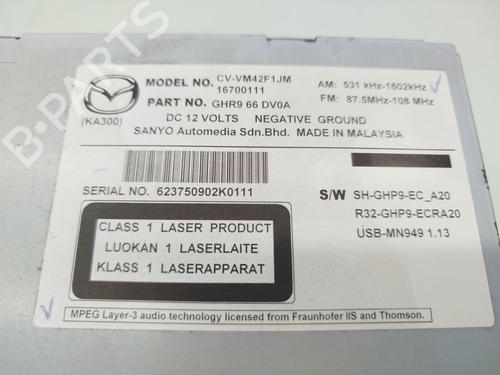 MODEL NO. CV-VM42F1JM
16700111
AM: 531 kHz-1602kHz
FM: 87.5MHz-108 MHz
PART NO. GHR9 66 DV0A
(KA300)
DC 12 VOLTS NEGATIVE GROUND
SANYO Automedia Sdn.Bhd. MADE IN MALAYSIA
SERIAL NO. 623750902K0111
S/W SH-GHP9-EC_A20
R32-GHP9-ECRA20
USB-MN949 1.13
CLASS 1 LASER PRODUCT
LUOKAN 1 LASERLAITE
KLASS 1 LASERAPPARAT
MPEG Layer-3 audio technology licensed from Fraunhofer IIS and Thomson.
B-PARTS